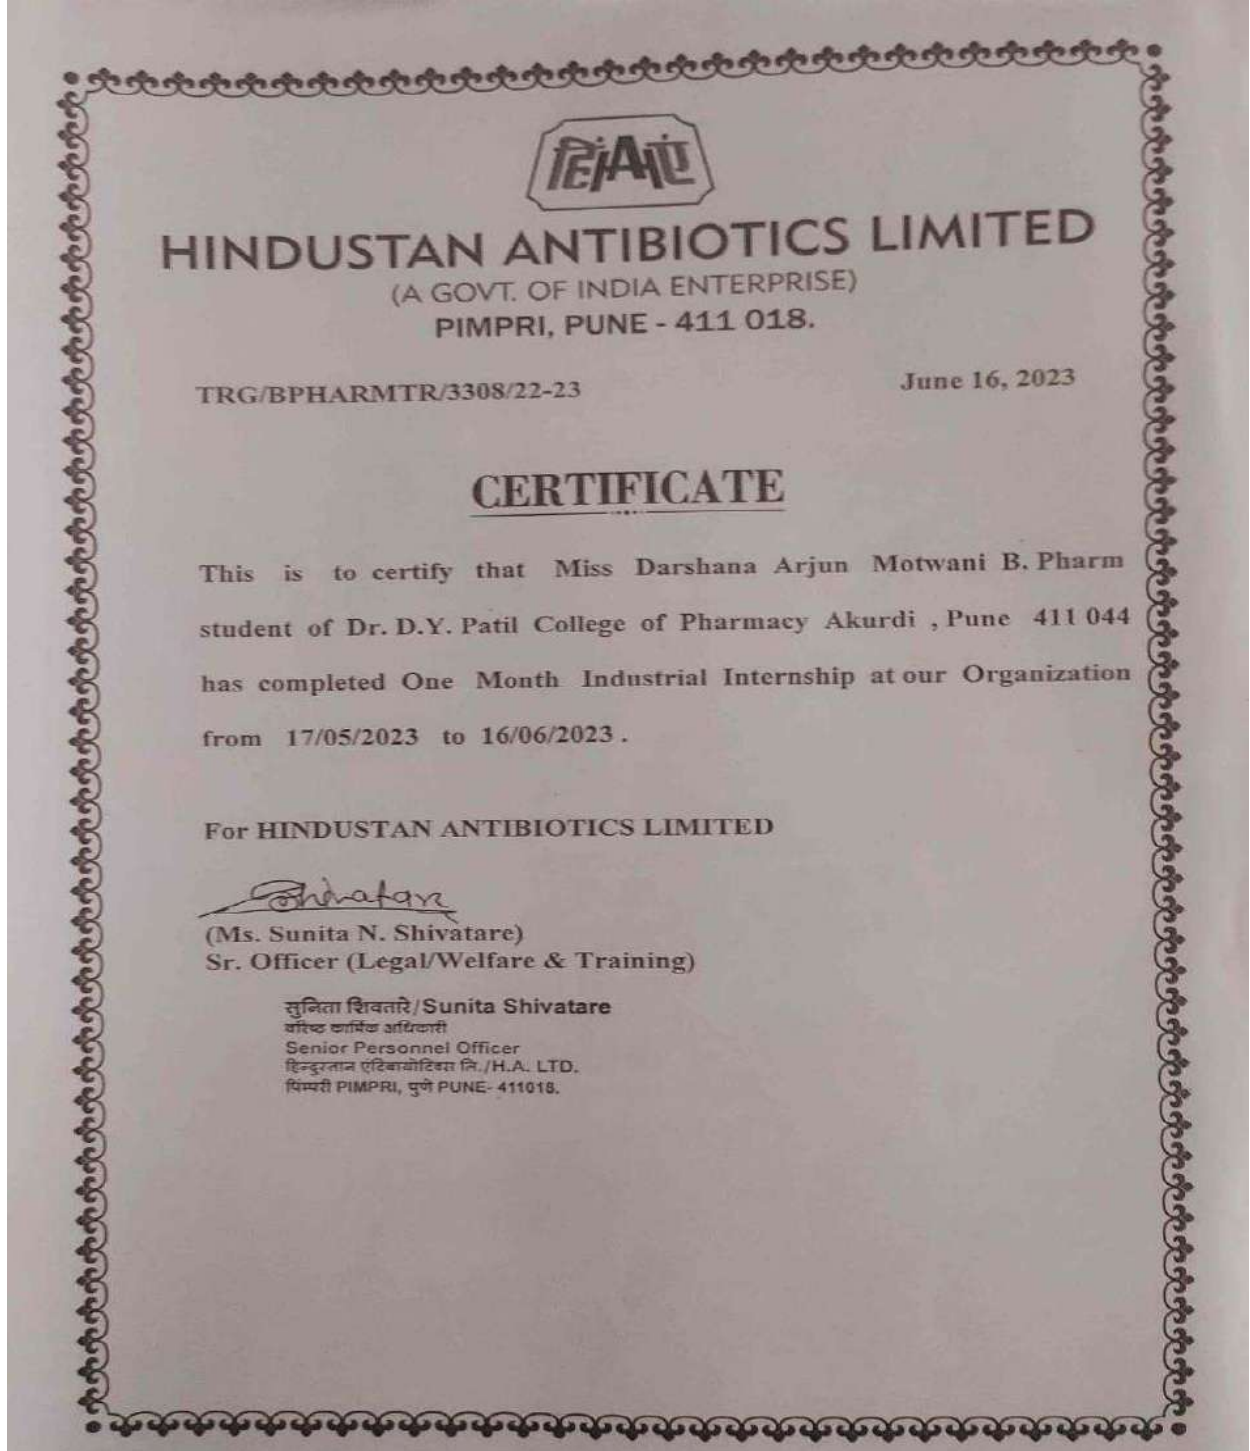 हिंAएं
HINDUSTAN ANTIBIOTICS LIMITED
(A GOVT. OF INDIA ENTERPRISE)
PIMPRI, PUNE - 411 018.
TRG/BPHARMTR/3308/22-23 June 16, 2023
CERTIFICATE
This is to certify that Miss Darshana Arjun Motwani B. Pharm
student of Dr. D.Y. Patil College of Pharmacy Akurdi , Pune 411 044
has completed One Month Industrial Internship at our Organization
from 17/05/2023 to 16/06/2023 .
For HINDUSTAN ANTIBIOTICS LIMITED
Shivatare
(Ms. Sunita N. Shivatare)
Sr. Officer (Legal/Welfare & Training)
सुनिता शिवतारे/Sunita Shivatare
वरिष्ठ कार्मिक अधिकारी
Senior Personnel Officer
हिन्दुस्तान एंटिबायोटिक्स लि./H.A. LTD.
पिंम्परी PIMPRI, पुणे PUNE- 411018.